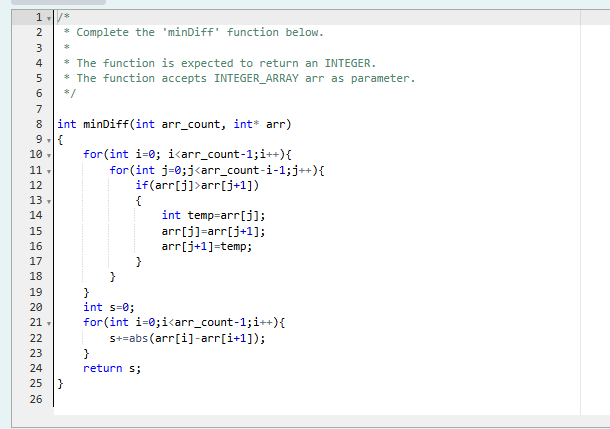 1 /*
2  * Complete the 'minDiff' function below.
3  *
4  * The function is expected to return an INTEGER.
5  * The function accepts INTEGER_ARRAY arr as parameter.
6  */
7
8 int minDiff(int arr_count, int* arr)
9 {
10     for(int i=0; i<arr_count-1;i++){
11         for(int j=0;j<arr_count-i-1;j++){
12             if(arr[j]>arr[j+1])
13             {
14                 int temp=arr[j];
15                 arr[j]=arr[j+1];
16                 arr[j+1]=temp;
17             }
18         }
19     }
20     int s=0;
21     for(int i=0;i<arr_count-1;i++){
22         s+=abs(arr[i]-arr[i+1]);
23     }
24     return s;
25 }
26